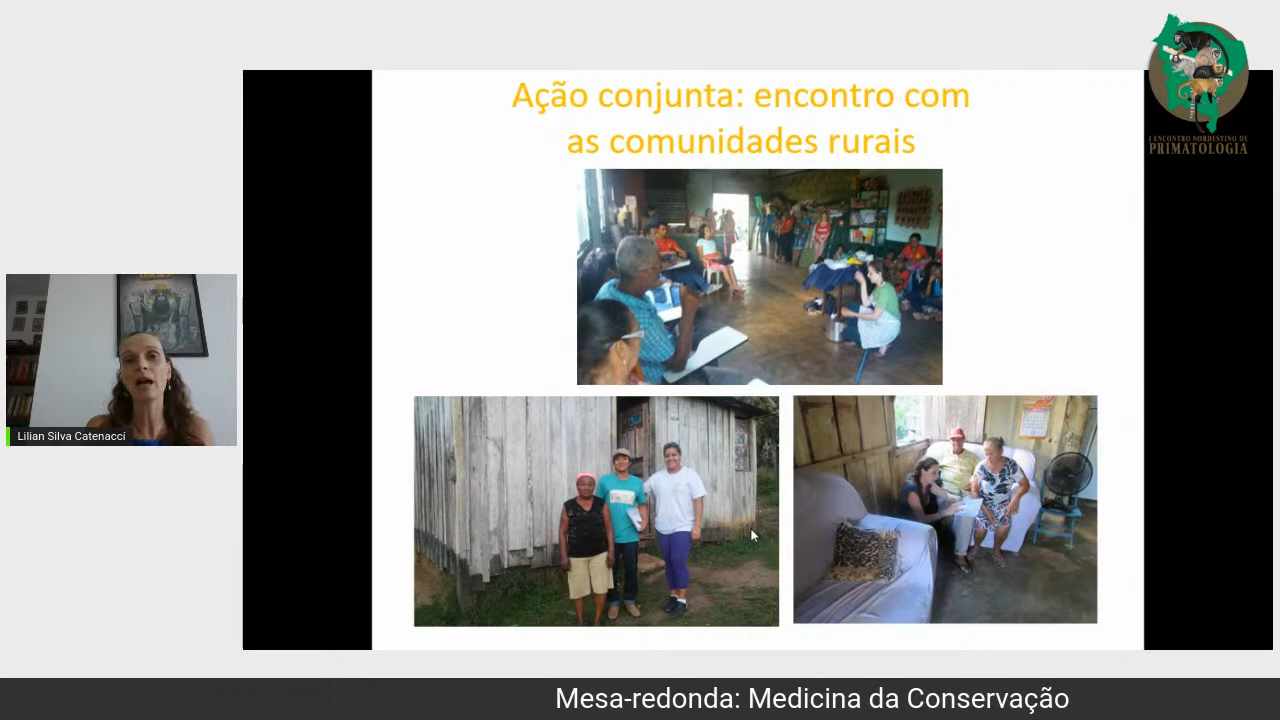 Ação conjunta: encontro com
as comunidades rurais
I ENCONTRO NORDESTINO DE
PRIMATOLOGIA
Lilian Silva Catenacci
Mesa-redonda: Medicina da Conservação